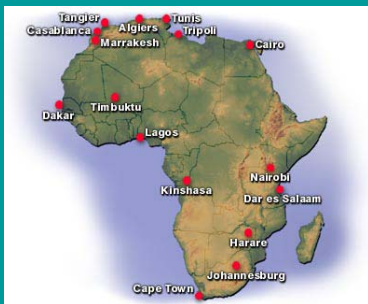 Tangier
Algiers
Tunis
Casablanca
Tripoli
Marrakesh
Cairo
Timbuktu
Dakar
Lagos
Nairobi
Kinshasa
Dar es Salaam
Harare
Johannesburg
Cape Town